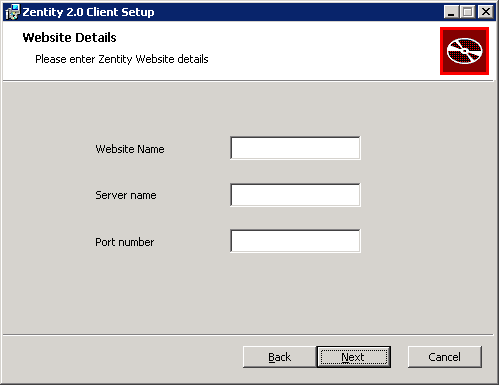 Zentity 2.0 Client Setup
Website Details
Please enter Zentity Website details
Website Name
Server name
Port number
Back Next Cancel